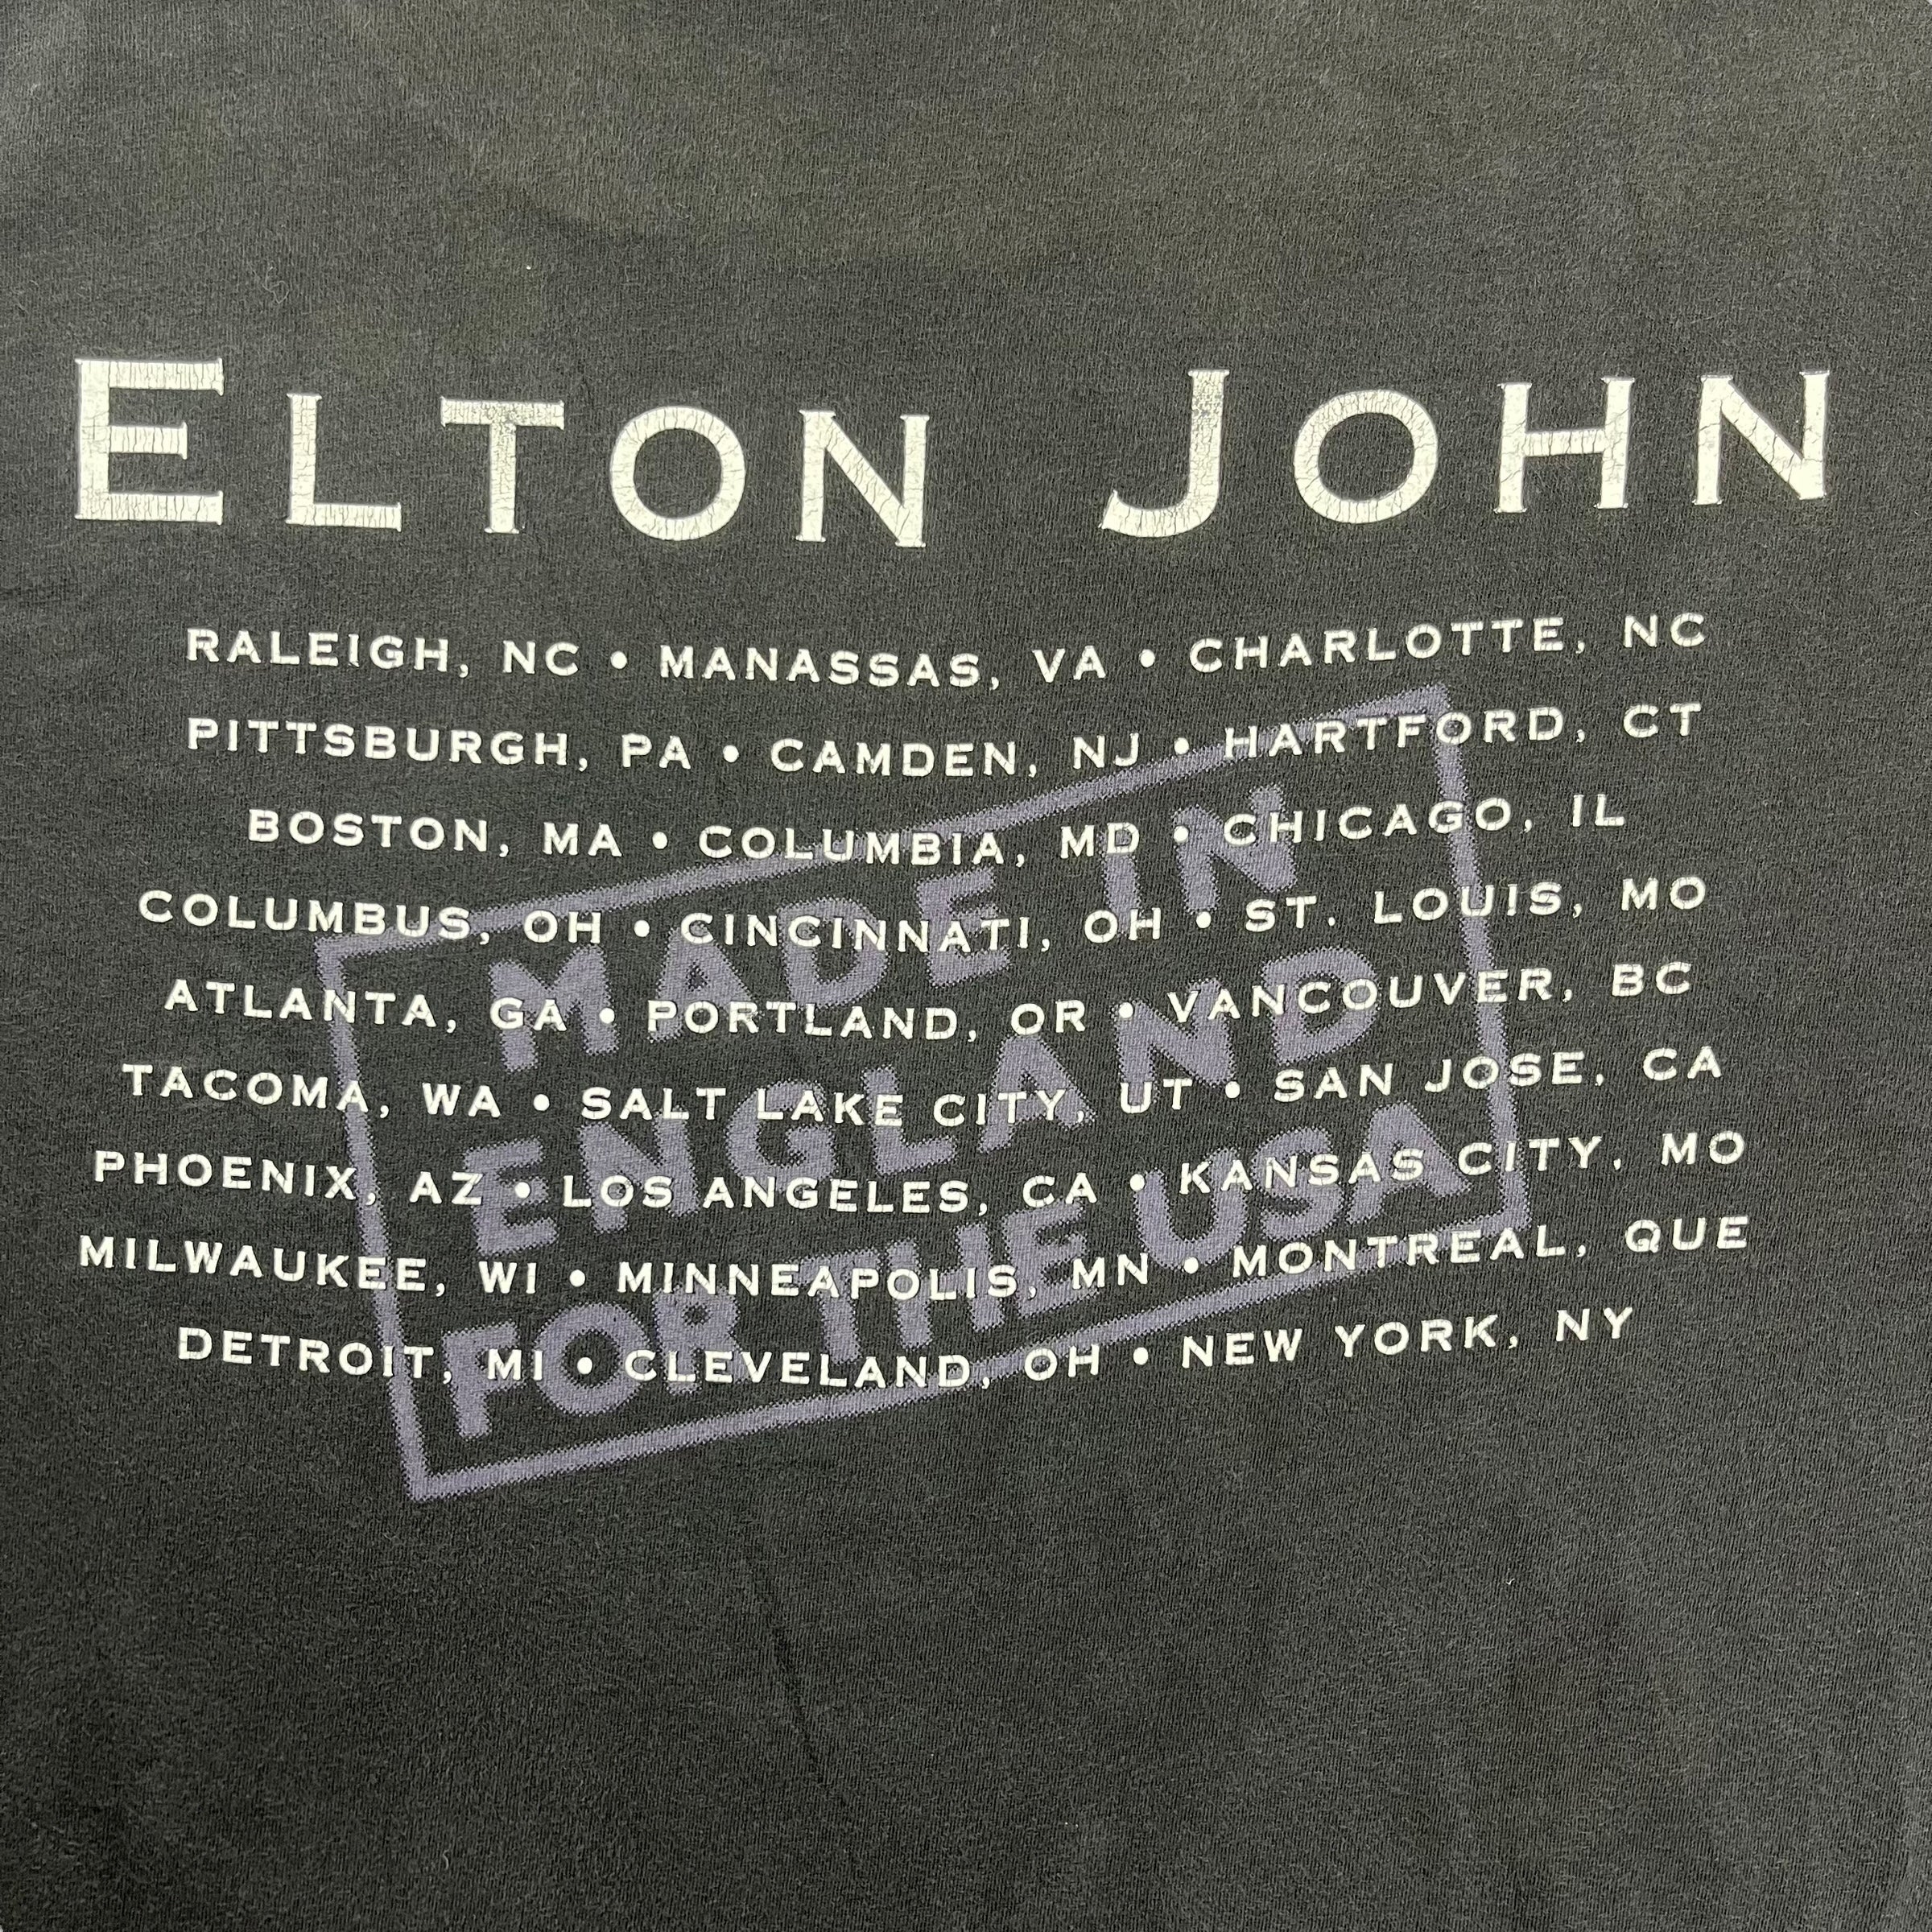 ELTON JOHN
RALEIGH, NC • MANASSAS, VA • CHARLOTTE, NC
PITTSBURGH, PA • CAMDEN, NJ • HARTFORD, CT
BOSTON, MA • COLUMBIA, MD • CHICAGO, IL
COLUMBUS, OH • CINCINNATI, OH • ST. LOUIS, MO
ATLANTA, GA • PORTLAND, OR • VANCOUVER, BC
TACOMA, WA • SALT LAKE CITY, UT • SAN JOSE, CA
PHOENIX, AZ • LOS ANGELES, CA • KANSAS CITY, MO
MILWAUKEE, WI • MINNEAPOLIS, MN • MONTREAL, QUE
DETROIT, MI • CLEVELAND, OH • NEW YORK, NY
MADE IN
ENGLAND
FOR THE USA